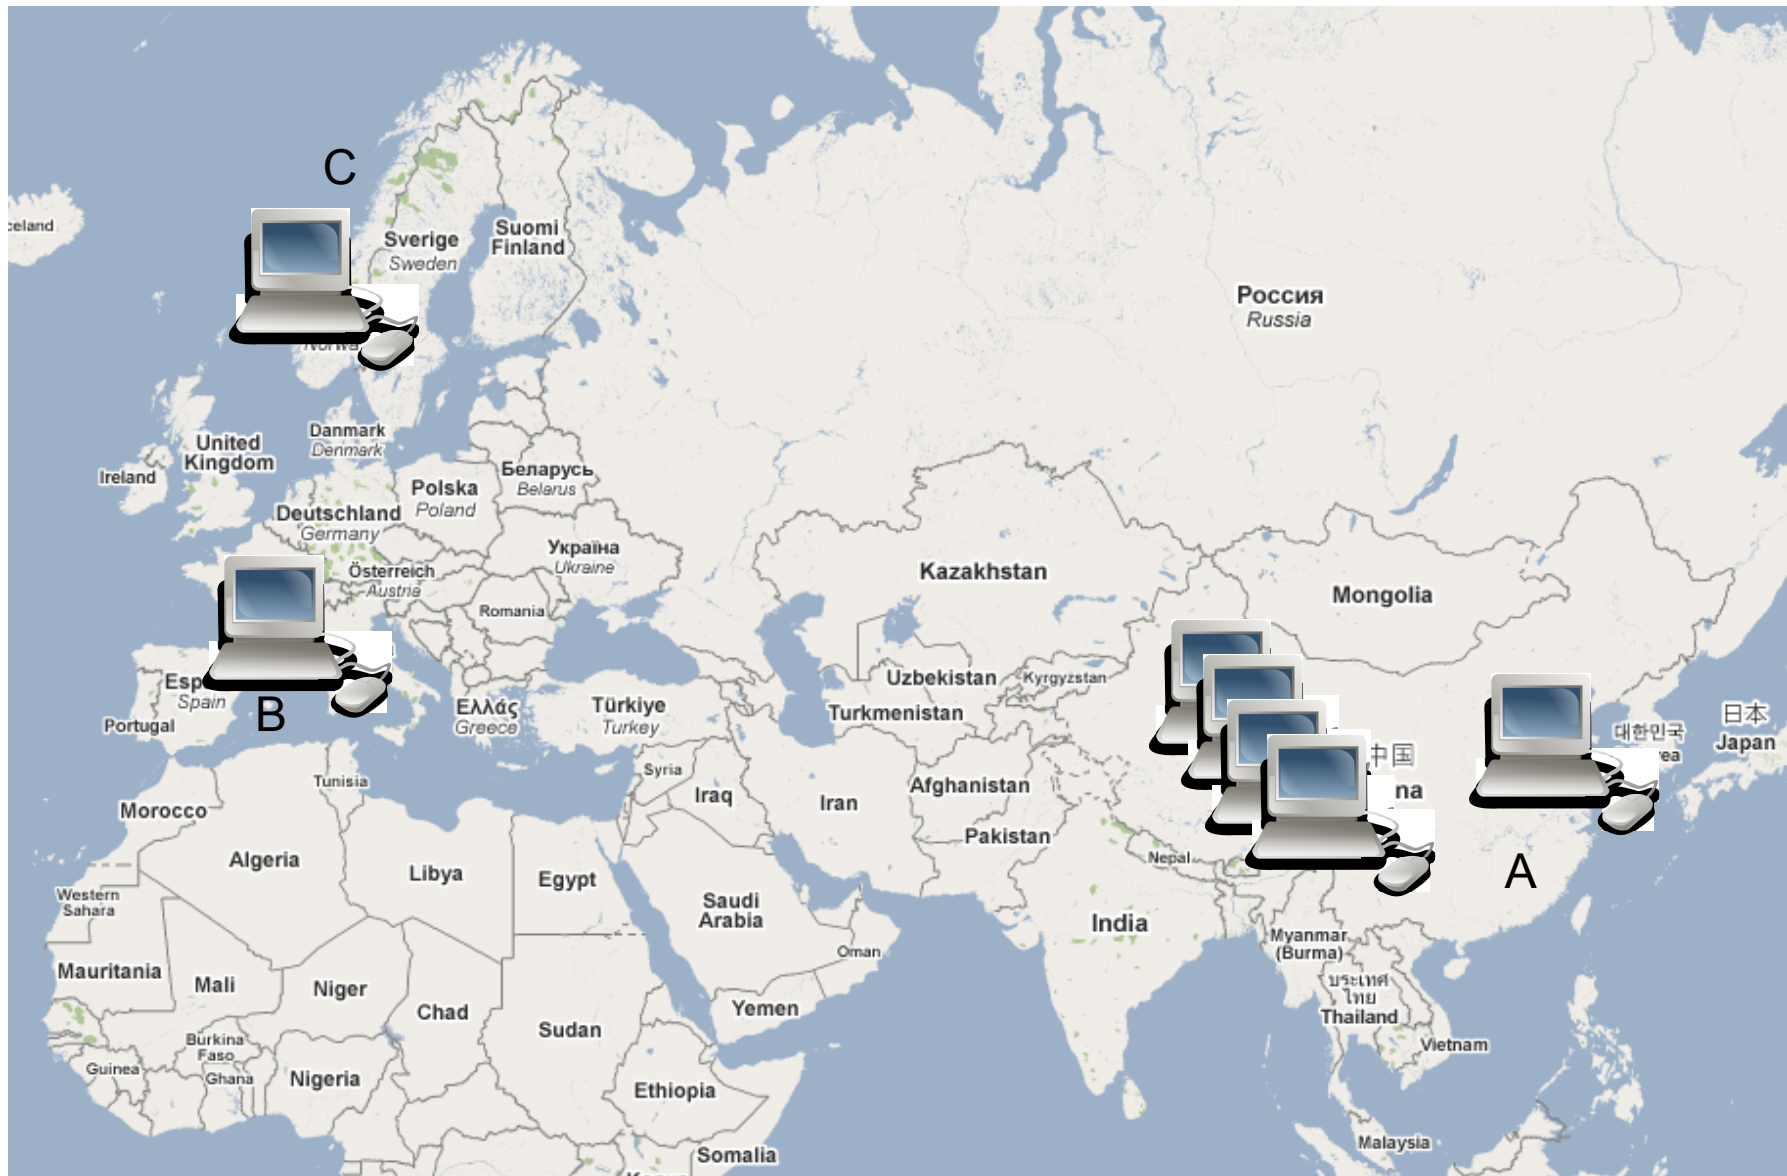 C
celand
Sverige
Sweden
Suomi
Finland
Россия
Russia
Norwa
Danmark
Denmark
United
Kingdom
Ireland
Беларусь
Belarus
Polska
Poland
Deutschland
Germany
Україна
Ukraine
Österreich
Austria
Kazakhstan
Mongolia
Romania
Uzbekistan
Kyrgyzstan
Esp
Spain
B
Portugal
Ελλάς
Greece
Türkiye
Turkey
Turkmenistan
日本
Japan
대한민국
ea
中国
na
Tunisia
Syria
Iraq
Iran
Afghanistan
Pakistan
Morocco
Algeria
Libya
Egypt
Nepal
A
Western
Sahara
Saudi
Arabia
India
Myanmar
(Burma)
Oman
Mauritania
Mali
Niger
Chad
Sudan
Yemen
ประเทศ
ไทย
Thailand
Vietnam
Burkina
Faso
Guinea
Ghana
Nigeria
Ethiopia
Somalia
Malaysia